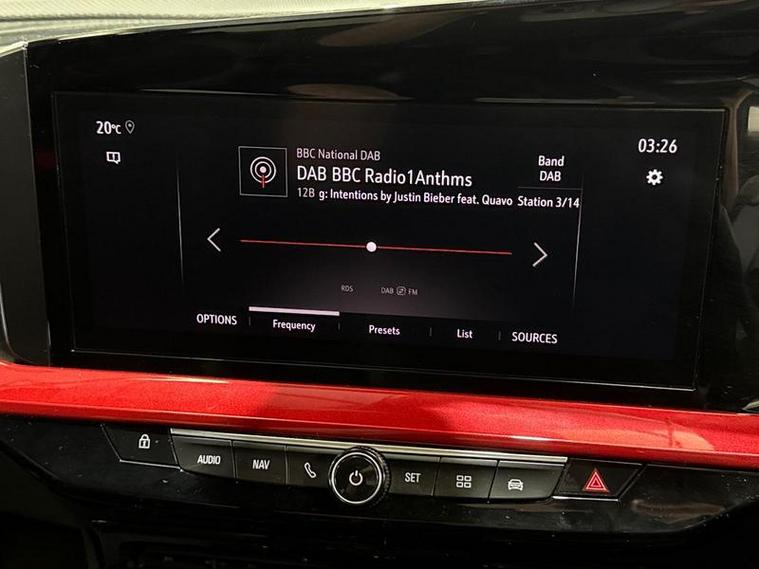 20°C
03:26
BBC National DAB
DAB BBC Radio1Anthms
12B g: Intentions by Justin Bieber feat. Quavo
Band
DAB
Station 3/14
RDS
DAB FM
OPTIONS
Frequency
Presets
List
SOURCES
AUDIO
NAV
SET